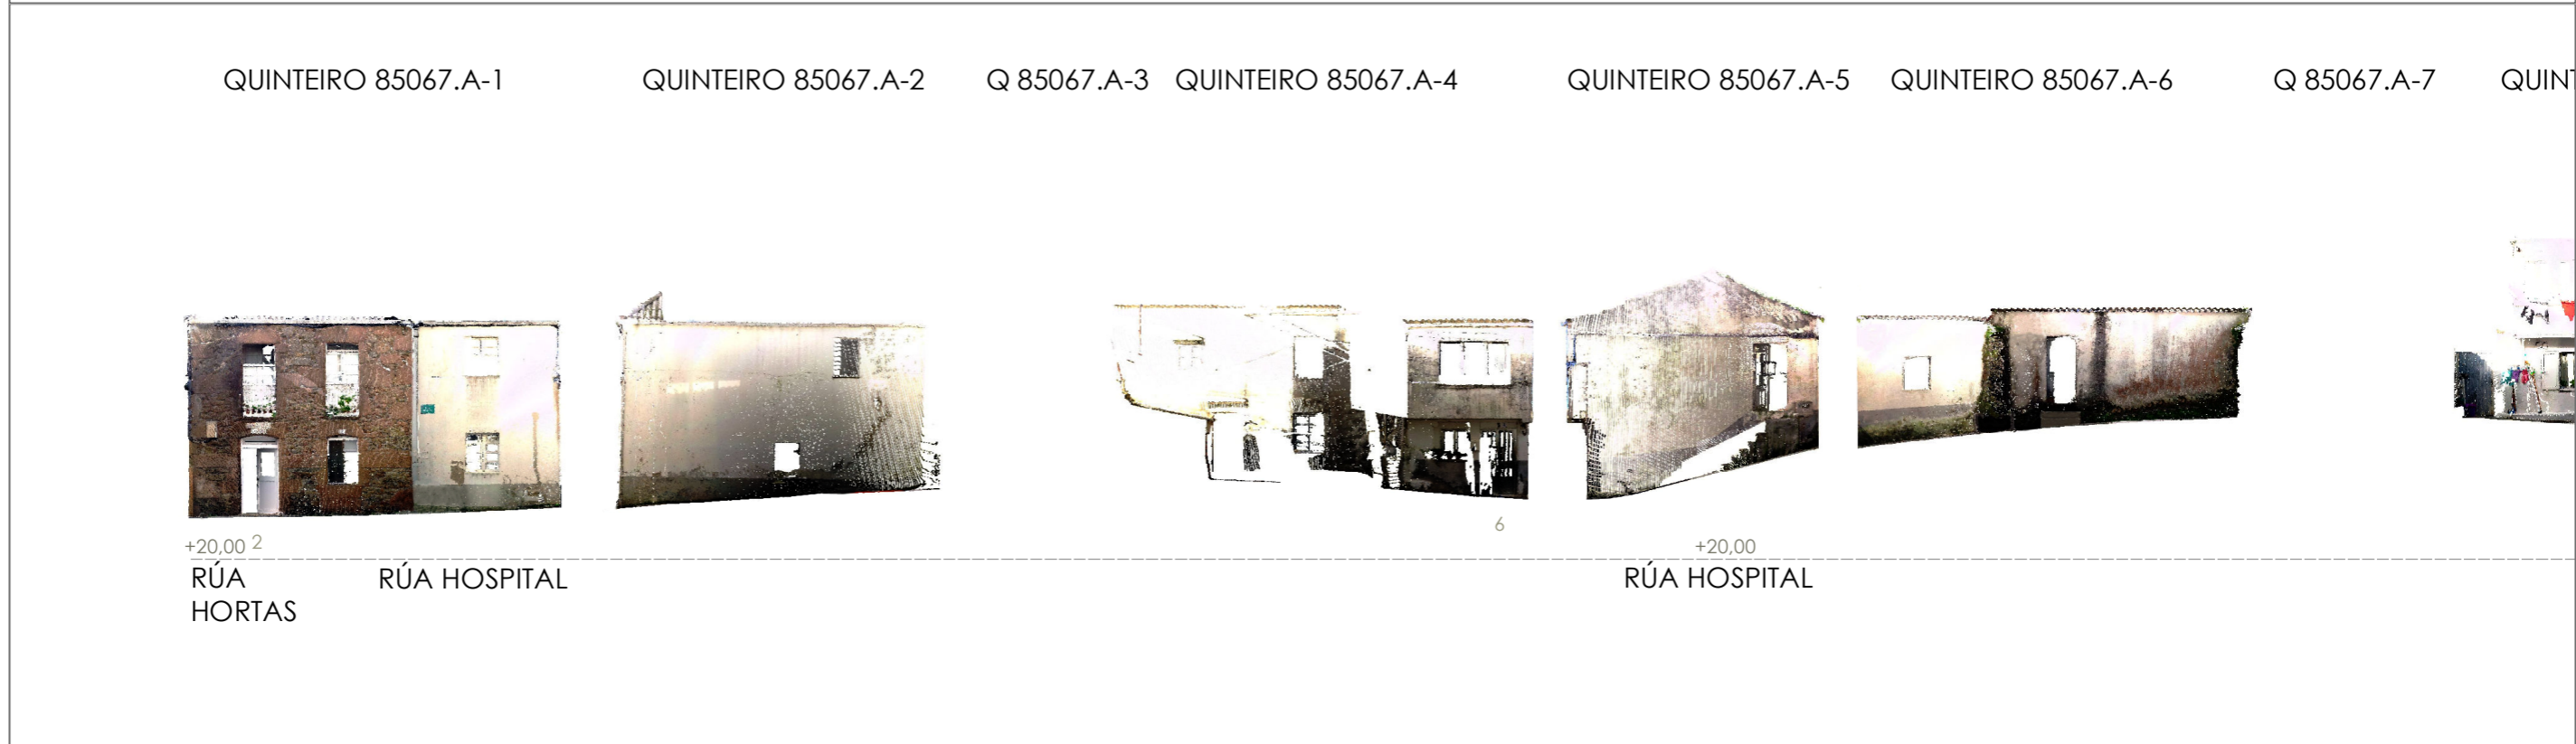 QUINTEIRO 85067.A-1
QUINTEIRO 85067.A-2
Q 85067.A-3
QUINTEIRO 85067.A-4
QUINTEIRO 85067.A-5
QUINTEIRO 85067.A-6
Q 85067.A-7
QUINT
6
+20,00
2
+20,00
RÚA
HORTAS
RÚA HOSPITAL
RÚA HOSPITAL